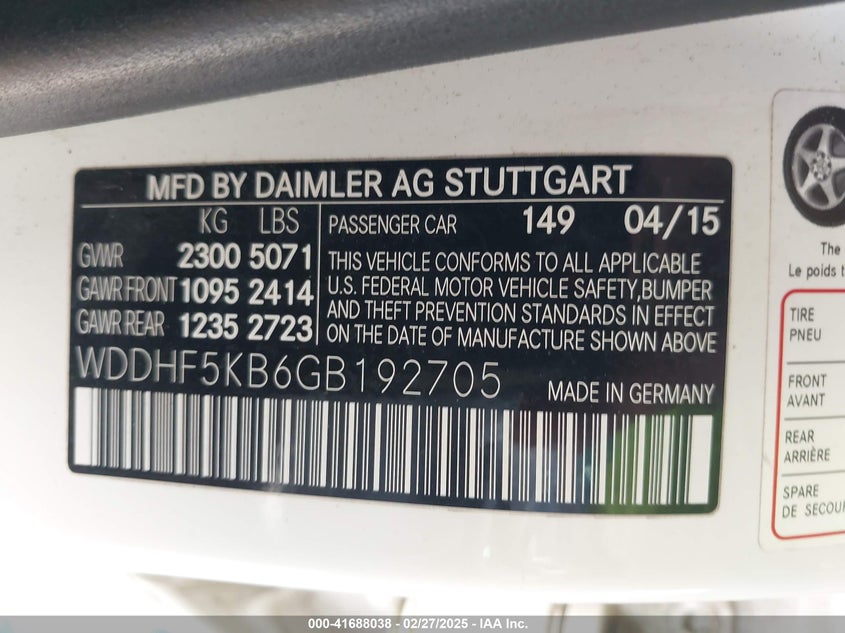 MFD BY DAIMLER AG STUTTGART
KG LBS
GVWR 2300 5071
GAWR FRONT 1095 2414
GAWR REAR 1235 2723
PASSENGER CAR 149 04/15
THIS VEHICLE CONFORMS TO ALL APPLICABLE
U.S. FEDERAL MOTOR VEHICLE SAFETY,BUMPER
AND THEFT PREVENTION STANDARDS IN EFFECT
ON THE DATE OF MANUFACTURE SHOWN ABOVE
WDDHF5KB6GB192705
MADE IN GERMANY
The
Le poids t
TIRE
PNEU
FRONT
AVANT
REAR
ARRIÈRE
SPARE
DE SECOUR
000-41688038 - 02/27/2025 - IAA Inc.